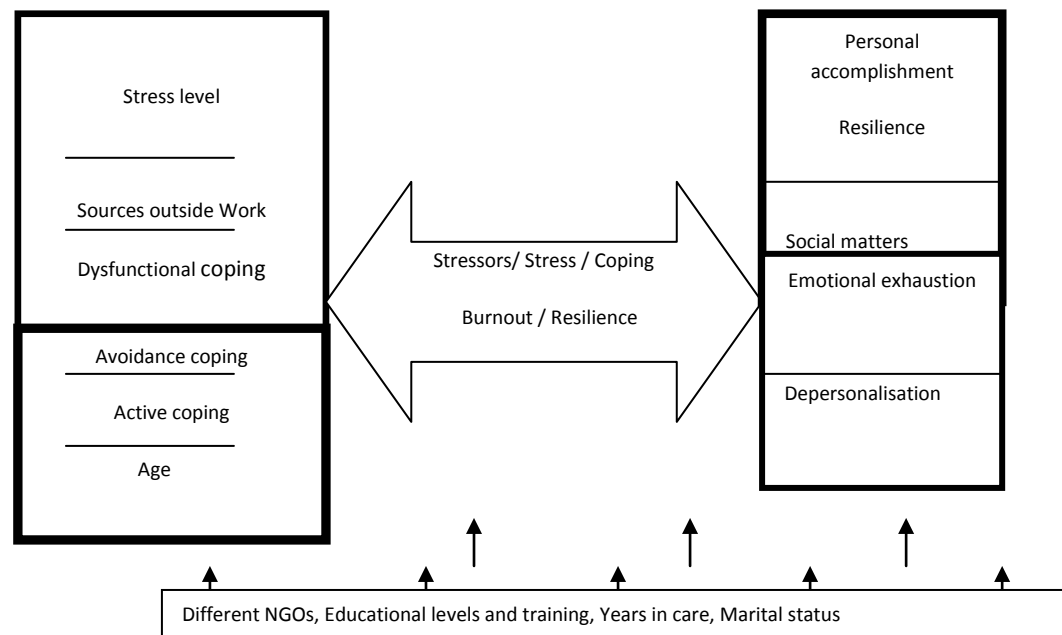 Stress level
Sources outside Work
Dysfunctional coping
Avoidance coping
Active coping
Age
Stressors/ Stress / Coping
Burnout / Resilience
Personal
accomplishment
Resilience
Social matters
Emotional exhaustion
Depersonalisation
Different NGOs, Educational levels and training, Years in care, Marital status